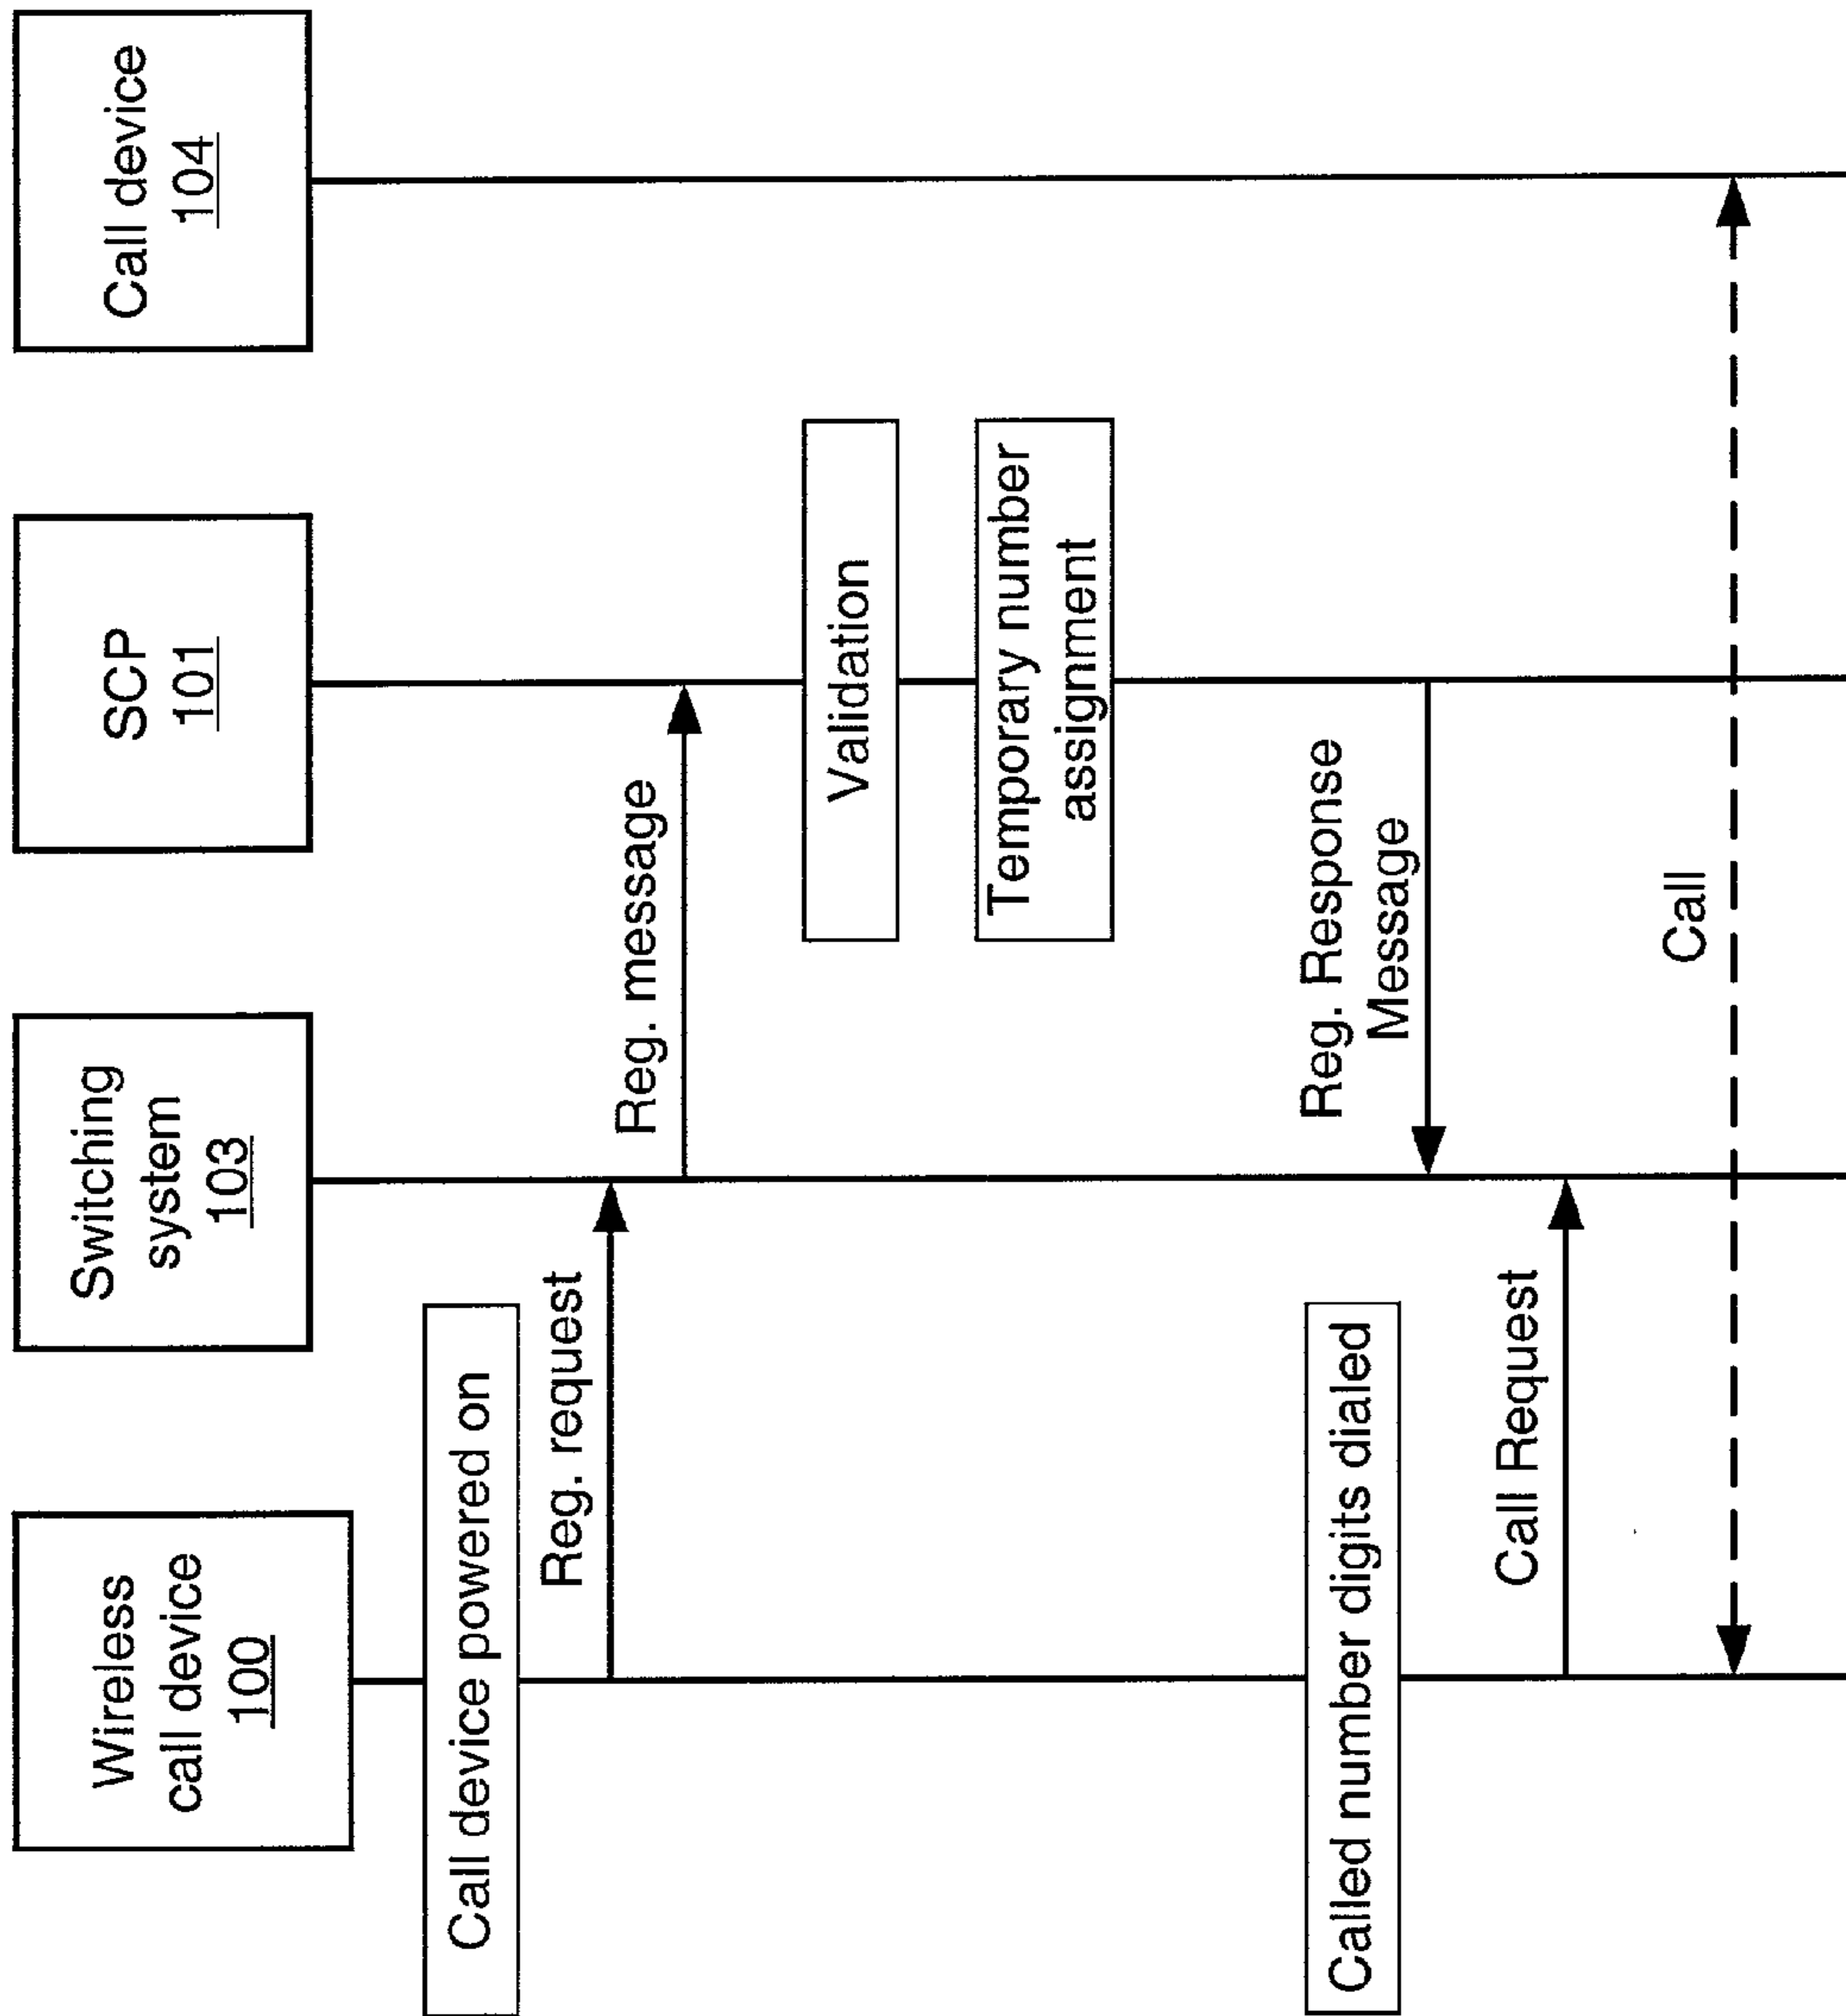 Wireless
call device
100
Switching
system
103
SCP
101
Call device
104
Call device powered on
Reg. request
Reg. message
Validation
Temporary number
assignment
Called number digits dialed
Reg. Response
Message
Call Request
Call